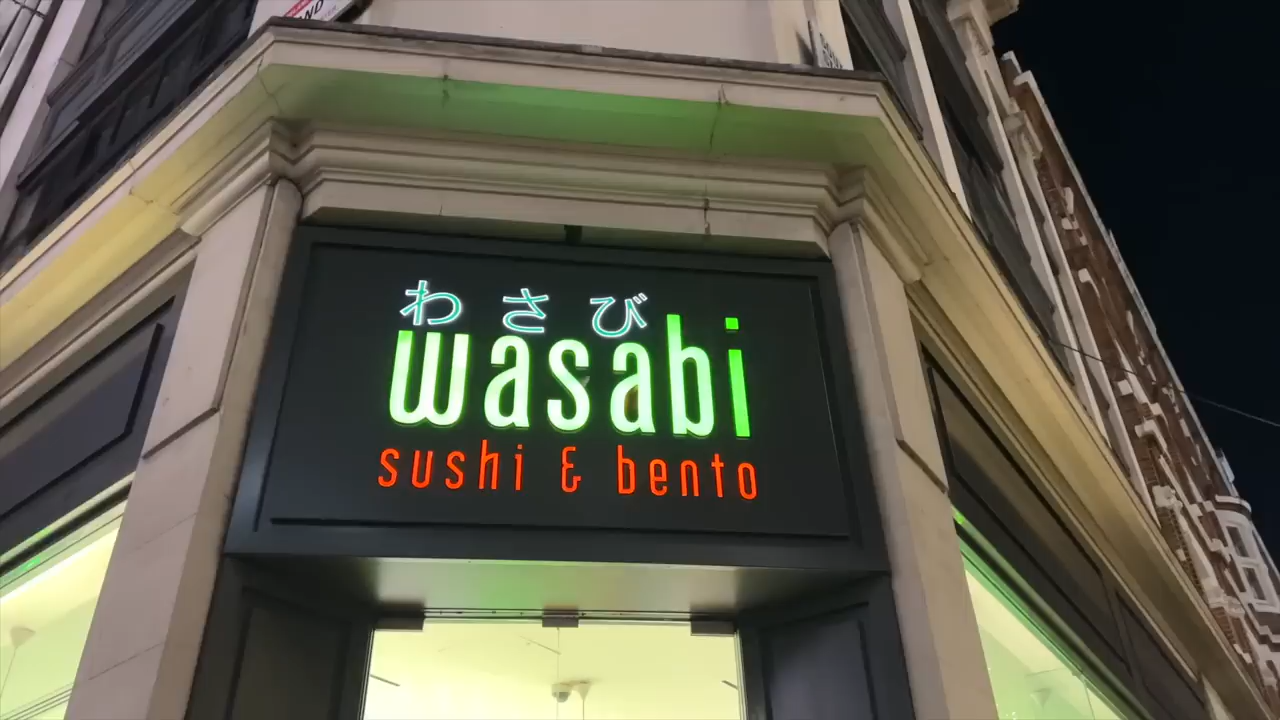 わさび
wasabi
sushi & bento